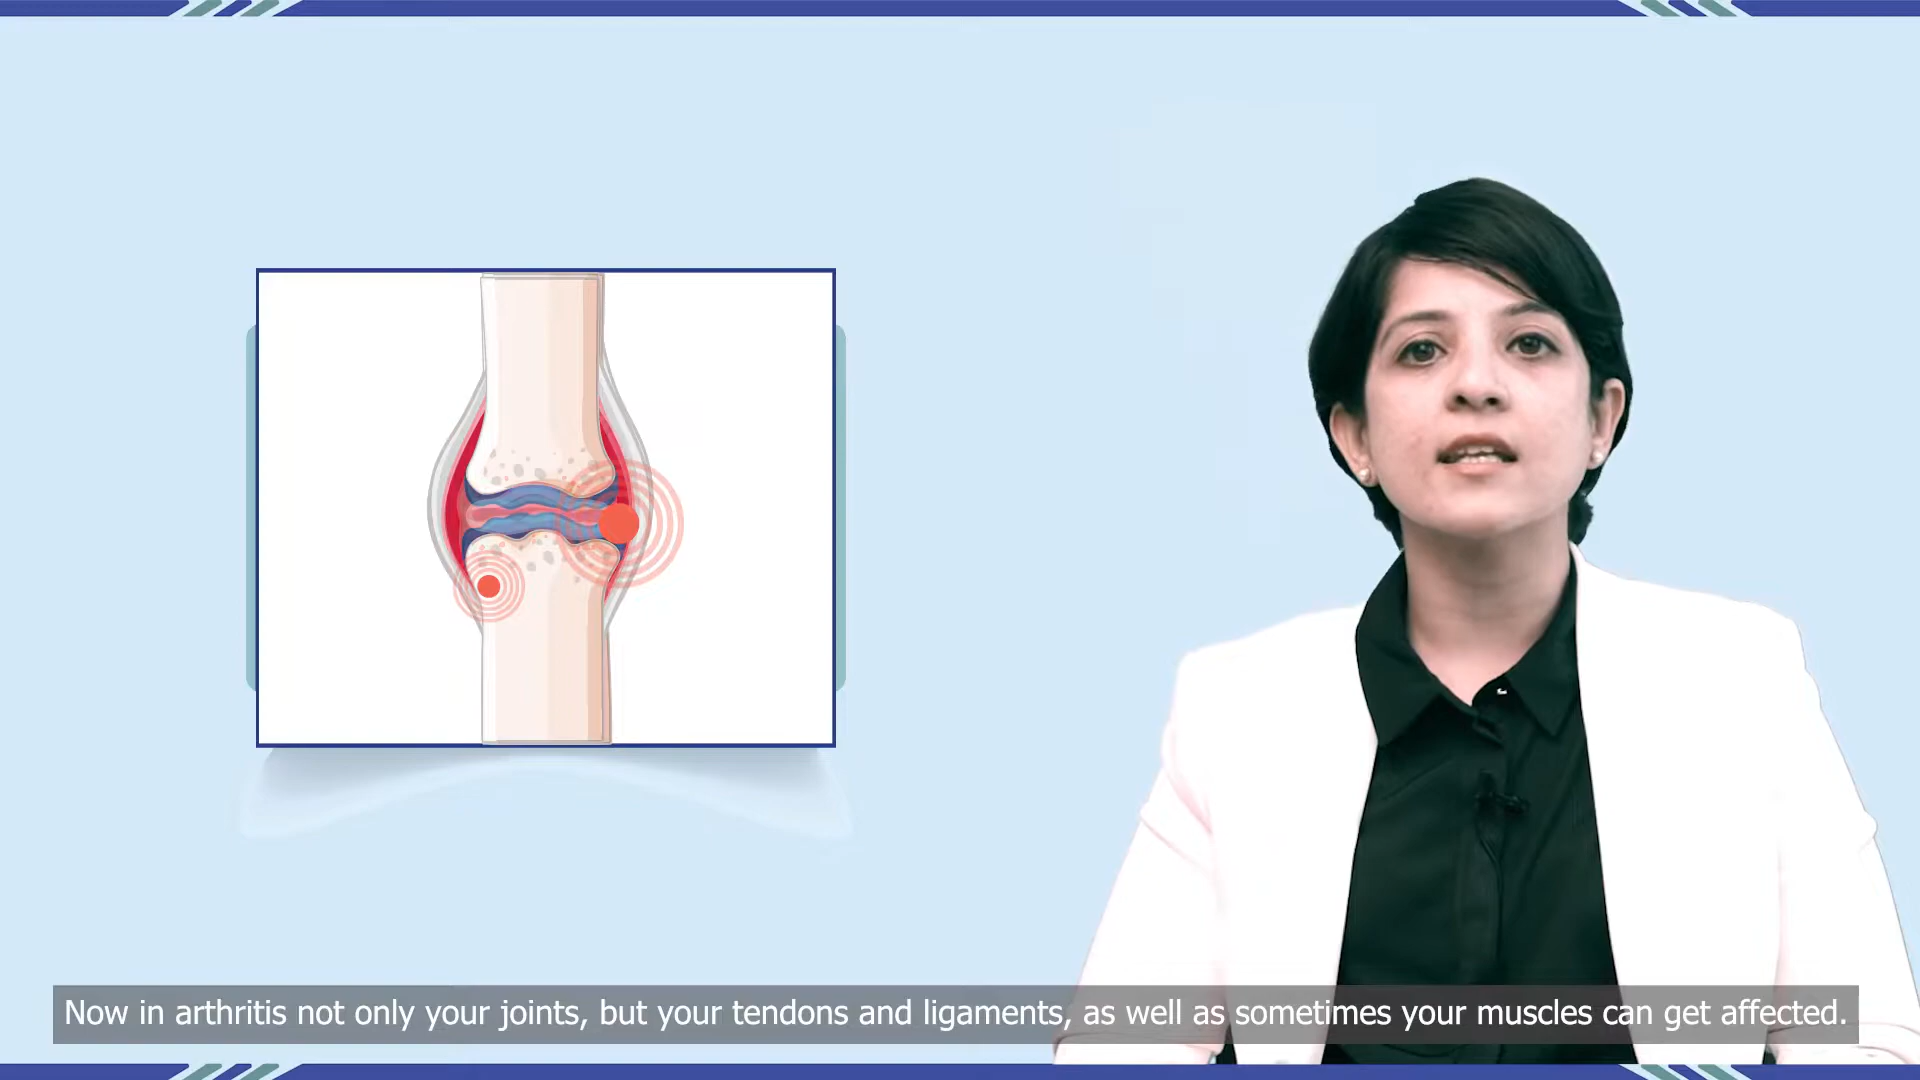 Now in arthritis not only your joints, but your tendons and ligaments, as well as sometimes your muscles can get affected.